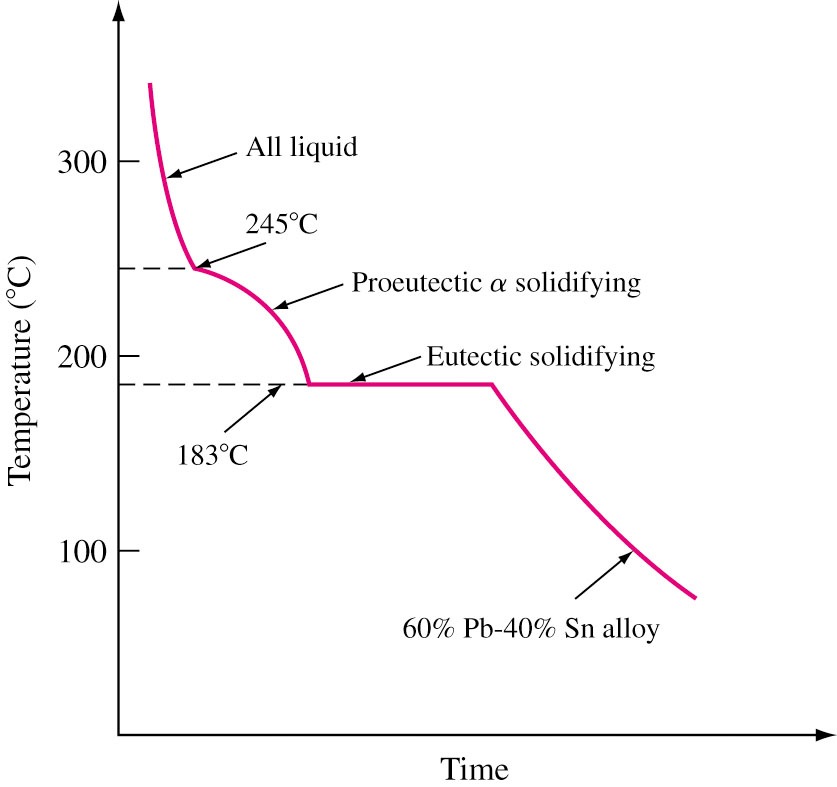 All liquid
300
245°C
Proeutectic α solidifying
200
Eutectic solidifying
183°C
100
60% Pb-40% Sn alloy
Temperature (°C)
Time